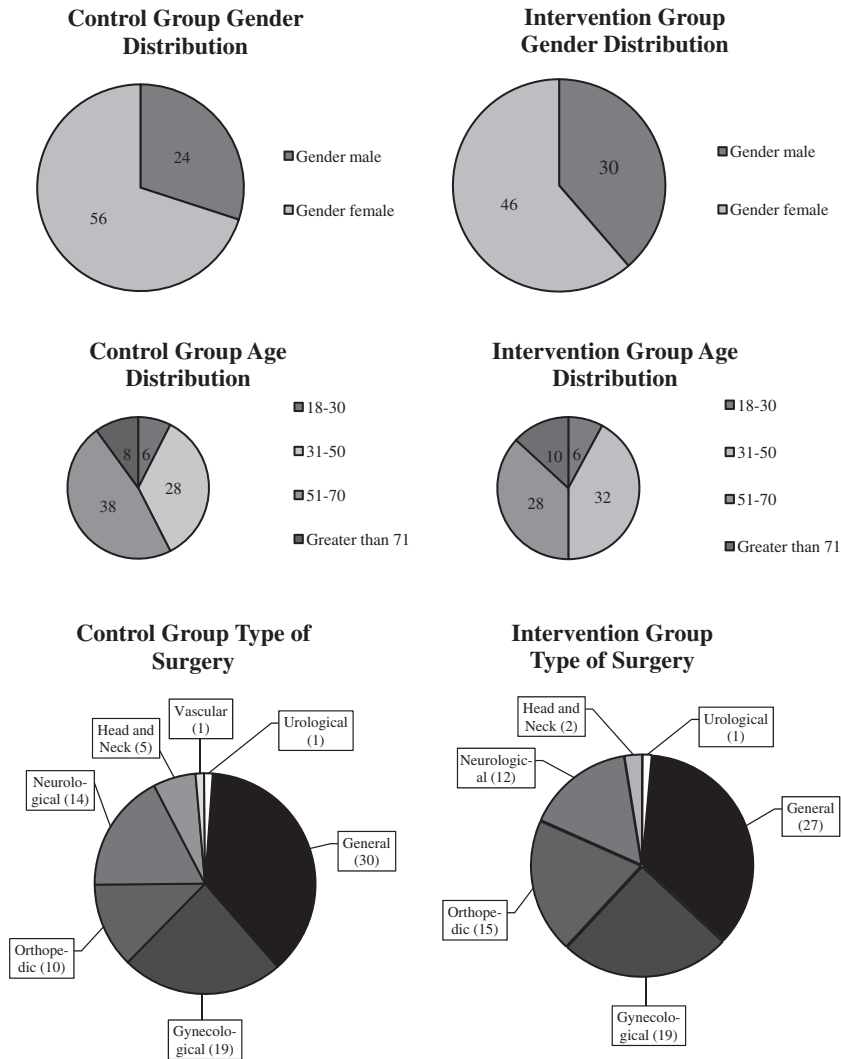 Control Group Gender
Distribution
24
56
Gender male
Gender female
Intervention Group
Gender Distribution
30
46
Gender male
Gender female
Control Group Age
Distribution
8
6
28
38
18-30
31-50
51-70
Greater than 71
Intervention Group Age
Distribution
10
6
28
32
18-30
31-50
51-70
Greater than 71
Control Group Type of
Surgery
Vascular
(1)
Urological
(1)
Head and
Neck (5)
Neurolo-
gical (14)
General
(30)
Orthope-
dic (10)
Gynecolo-
gical (19)
Intervention Group
Type of Surgery
Head and
Neck (2)
Urological
(1)
Neurologic-
al (12)
General
(27)
Orthope-
dic (15)
Gynecolo-
gical (19)